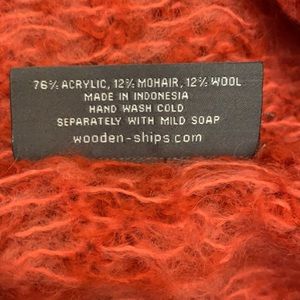 76% ACRYLIC, 12% MOHAIR, 12% WOOL
MADE IN INDONESIA
HAND WASH COLD
SEPARATELY WITH MILD SOAP
wooden-ships.com